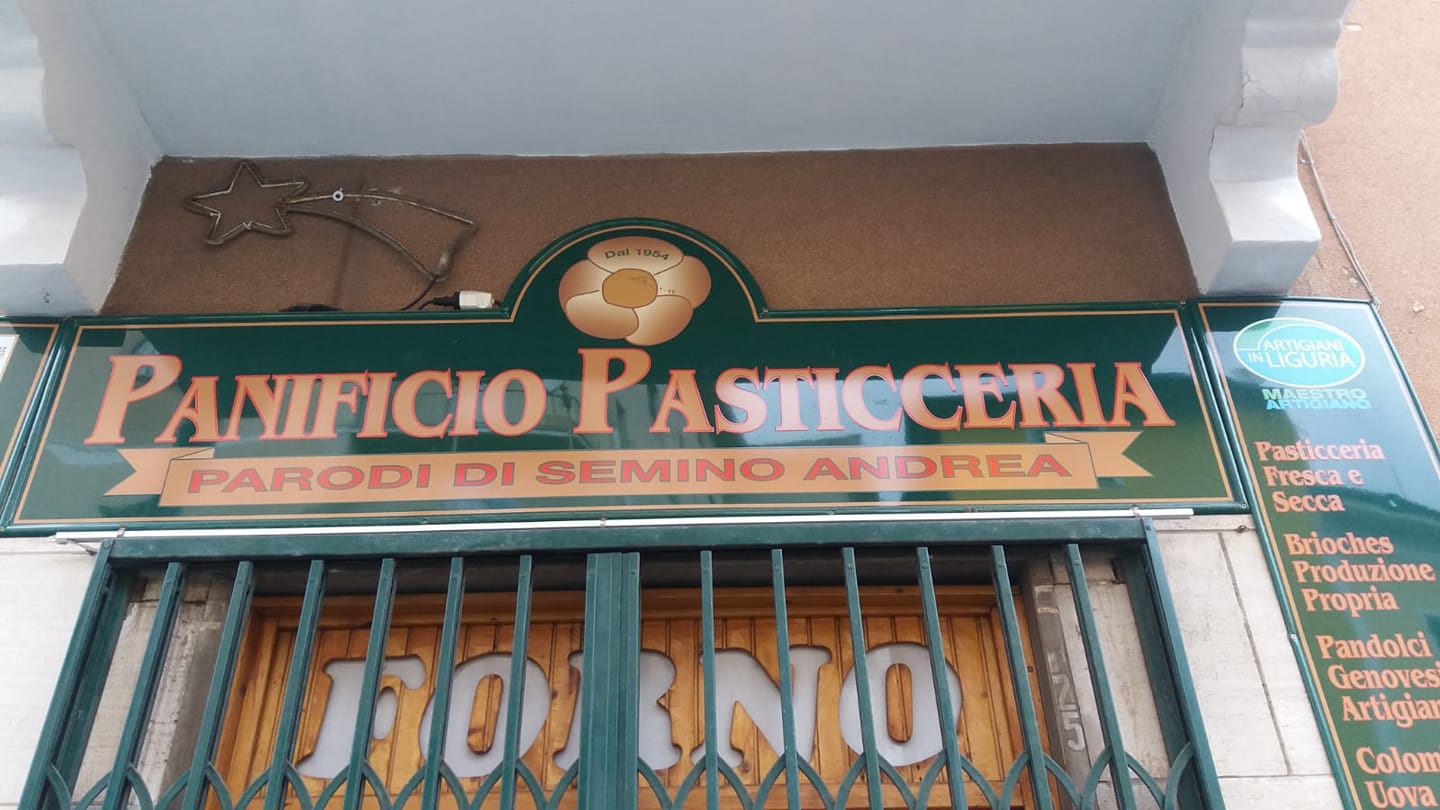 Dal 1954
PANIFICIO PASTICCERIA
PARODI DI SEMINO ANDREA
FORNO
25
ARTIGIANI
IN LIGURIA
MAESTRO
ARTIGIANO
Pasticceria
Fresca e
Secca
Brioches
Produzione
Propria
Pandolci
Genovesi
Artigian
Colom
Uova